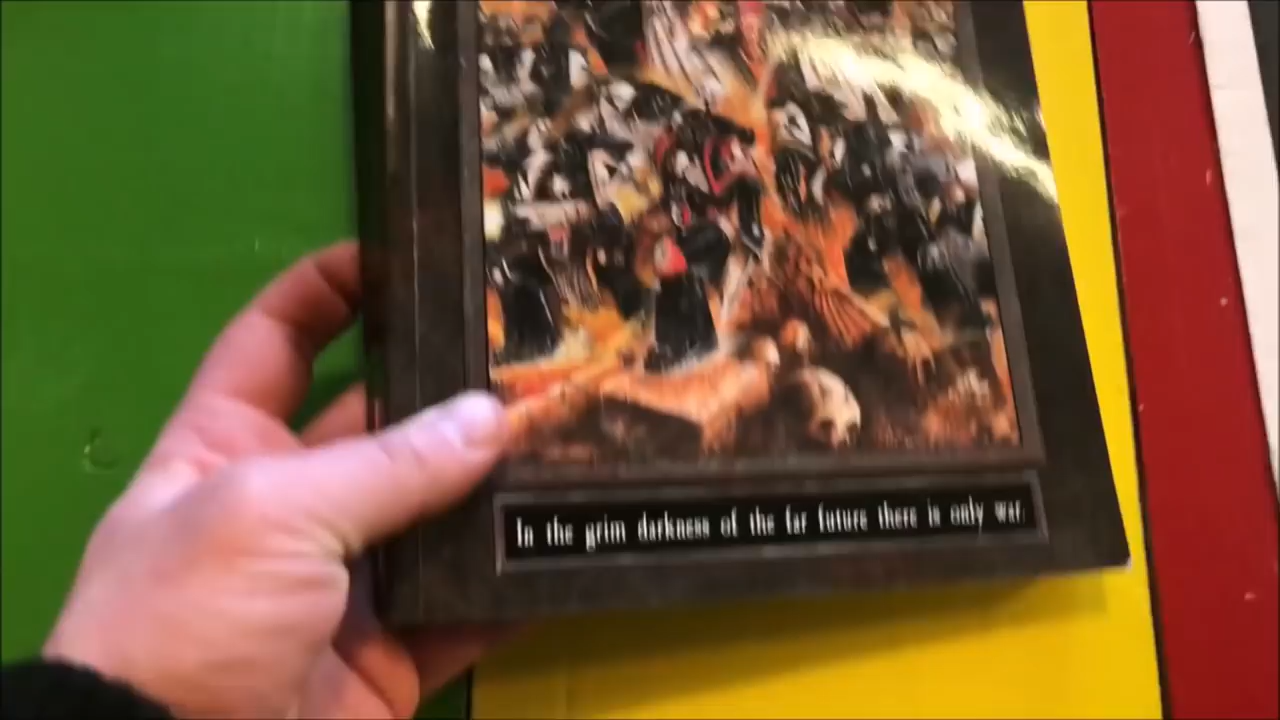 In the grim darkness of the far future there is only war.